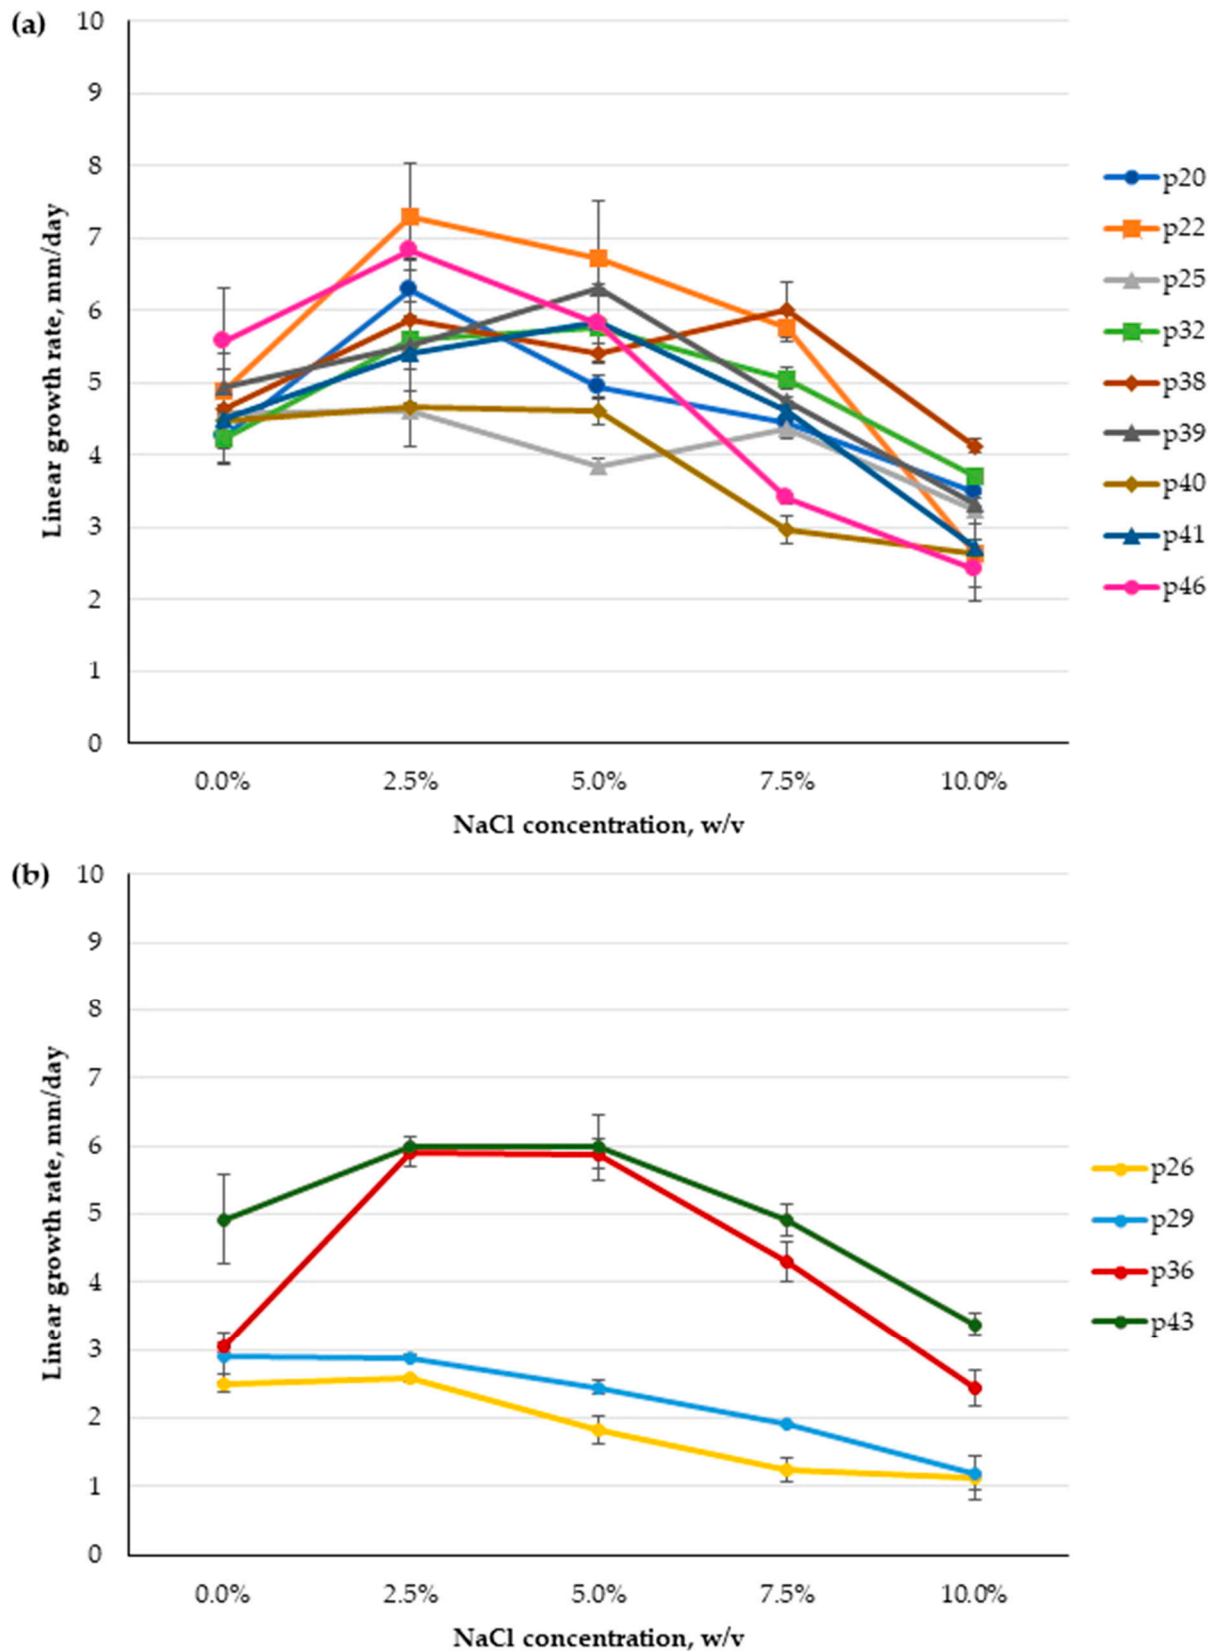 (a)
10
9
8
7
6
5
4
3
2
1
0
Linear growth rate, mm/day
0.0% 2.5% 5.0% 7.5% 10.0%
NaCl concentration, w/v
p20
p22
p25
p32
p38
p39
p40
p41
p46
(b)
10
9
8
7
6
5
4
3
2
1
0
Linear growth rate, mm/day
0.0% 2.5% 5.0% 7.5% 10.0%
NaCl concentration, w/v
p26
p29
p36
p43